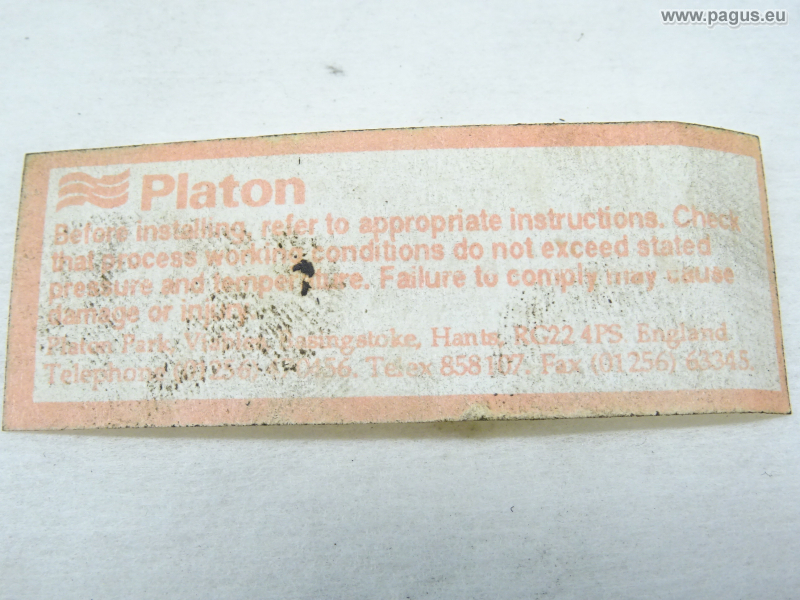 www.pagus.eu
Platon
Before installing, refer to appropriate instructions. Check
that process working conditions do not exceed stated
pressure and temperature. Failure to comply may cause
damage or injury.
Platon Park, Basingstoke, Hants, RG22 4PS. England.
Telephone Telex 858107. Fax (01256) 63345.